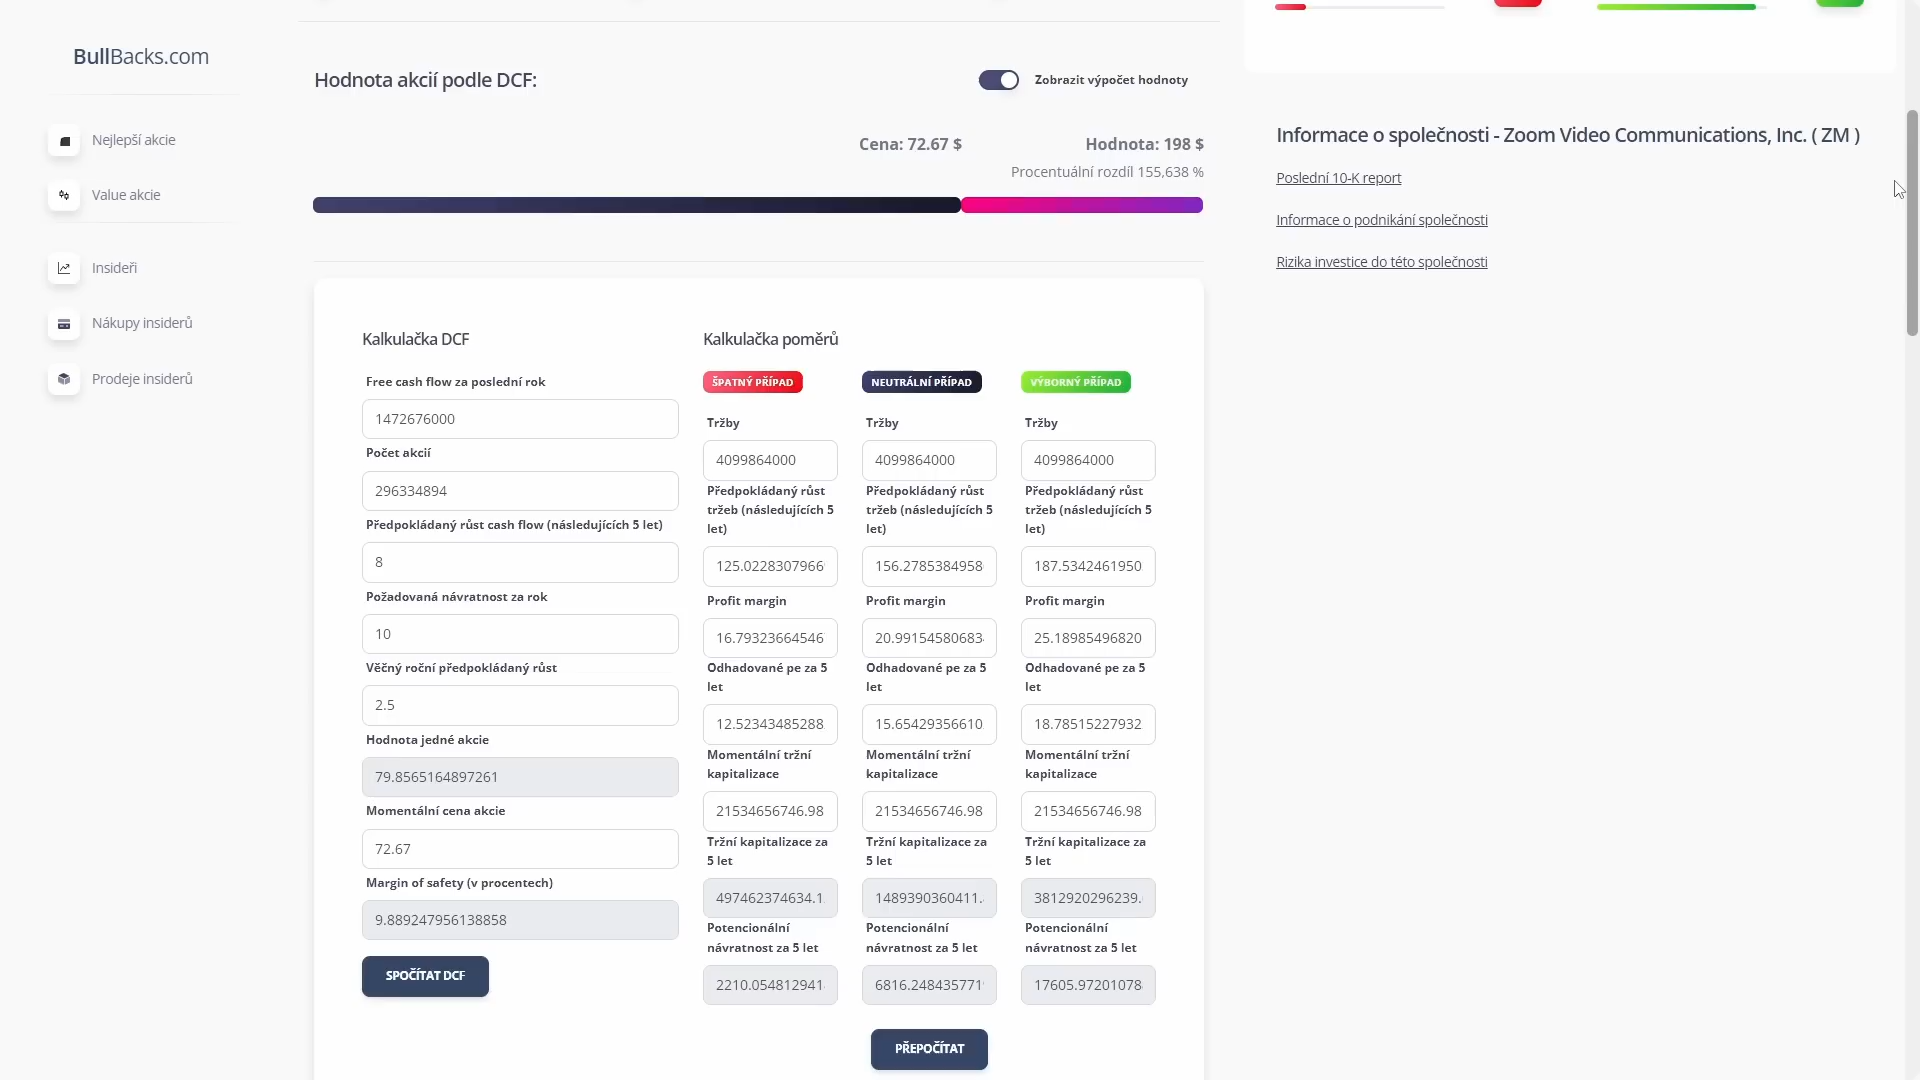 BullBacks.com
Nejlepší akcie
Value akcie
Insideři
Nákupy insiderů
Prodeje insiderů
Hodnota akcií podle DCF:
Zobrazit výpočet hodnoty
Cena: 72.67 $
Hodnota: 198 $
Procentuální rozdíl 155,638 %
Kalkulačka DCF
Free cash flow za poslední rok
1472676000
Počet akcií
296334894
Předpokládaný růst cash flow (následujících 5 let)
8
Požadovaná návratnost za rok
10
Věčný roční předpokládaný růst
2.5
Hodnota jedné akcie
79.8565164897261
Momentální cena akcie
72.67
Margin of safety (v procentech)
9.889247956138858
SPOČÍTAT DCF
Kalkulačka poměrů
ŠPATNÝ PŘÍPAD
Tržby
4099864000
Předpokládaný růst
tržeb (následujících 5
let)
125.0228307966
Profit margin
16.79323664546
Odhadované pe za 5
let
12.52343485288
Momentální tržní
kapitalizace
21534656746.98
Tržní kapitalizace za
5 let
497462374634.1
Potencionální
návratnost za 5 let
2210.054812941
NEUTRÁLNÍ PŘÍPAD
Tržby
4099864000
Předpokládaný růst
tržeb (následujících 5
let)
156.2785384958
Profit margin
20.9915458068
Odhadované pe za 5
let
15.65429356610
Momentální tržní
kapitalizace
21534656746.98
Tržní kapitalizace za
5 let
1489390360411.
Potencionální
návratnost za 5 let
6816.248435771
VÝBORNÝ PŘÍPAD
Tržby
4099864000
Předpokládaný růst
tržeb (následujících 5
let)
187.5342461950
Profit margin
25.18985496820
Odhadované pe za 5
let
18.78515227932
Momentální tržní
kapitalizace
21534656746.98
Tržní kapitalizace za
5 let
3812920296239.
Potencionální
návratnost za 5 let
17605.97201078
PŘEPOČÍTAT
Informace o společnosti - Zoom Video Communications, Inc. ( ZM )
Poslední 10-K report
Informace o podnikání společnosti
Rizika investice do této společnosti